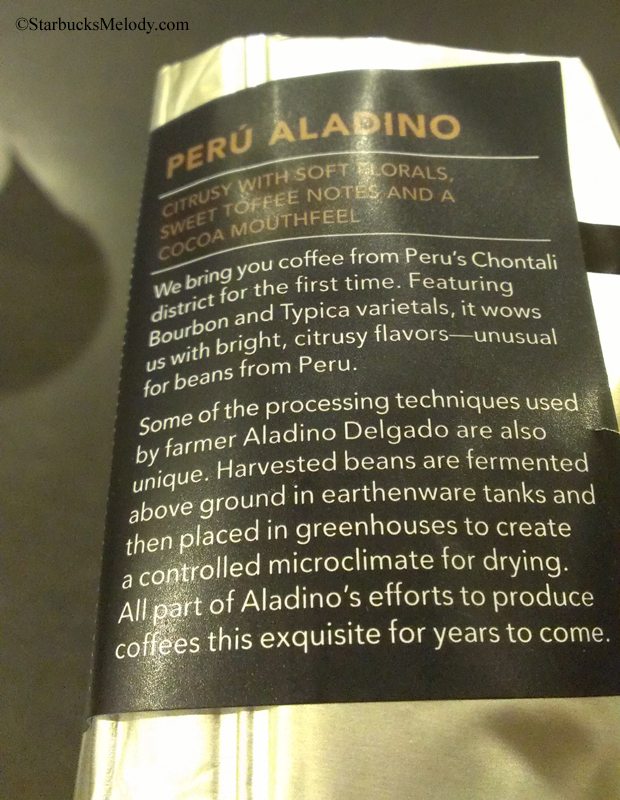 ©StarbucksMelody.com
PERÚ ALADINO
CITRUSY WITH SOFT FLORALS,
SWEET TOFFEE NOTES AND A
COCOA MOUTHFEEL
We bring you coffee from Peru's Chontali
district for the first time. Featuring
Bourbon and Typica varietals, it wows
us with bright, citrusy flavors—unusual
for beans from Peru.
Some of the processing techniques used
by farmer Aladino Delgado are also
unique. Harvested beans are fermented
above ground in earthenware tanks and
then placed in greenhouses to create
a controlled microclimate for drying.
All part of Aladino's efforts to produce
coffees this exquisite for years to come.